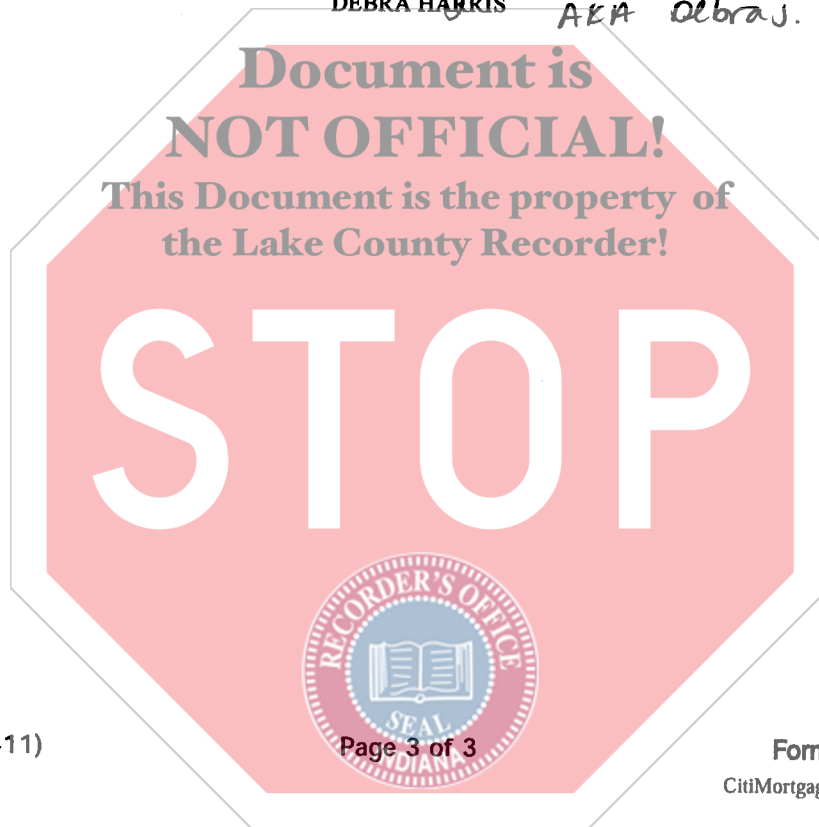 DEBRA HARRIS AKA Debra J.
Document is
NOT OFFICIAL!
This Document is the property of
the Lake County Recorder!
STOP
RECORDER'S OFFICE
SEAL
INDIANA
11) Page 3 of 3 Form
CitiMortgag